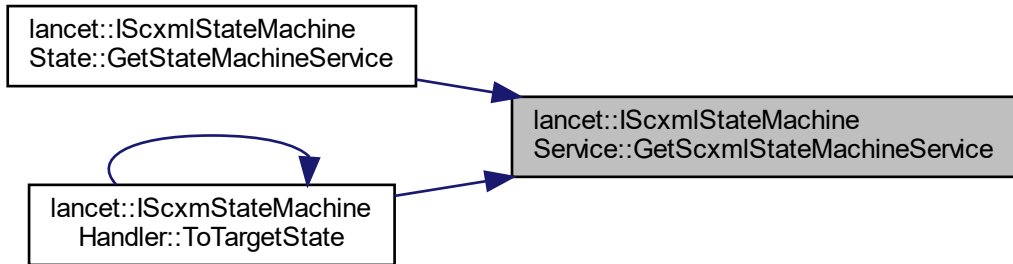 lancet::IScxmlStateMachine
State::GetStateMachineService
lancet::IScxmlStateMachine
Service::GetScxmlStateMachineService
lancet::IScxmStateMachine
Handler::ToTargetState